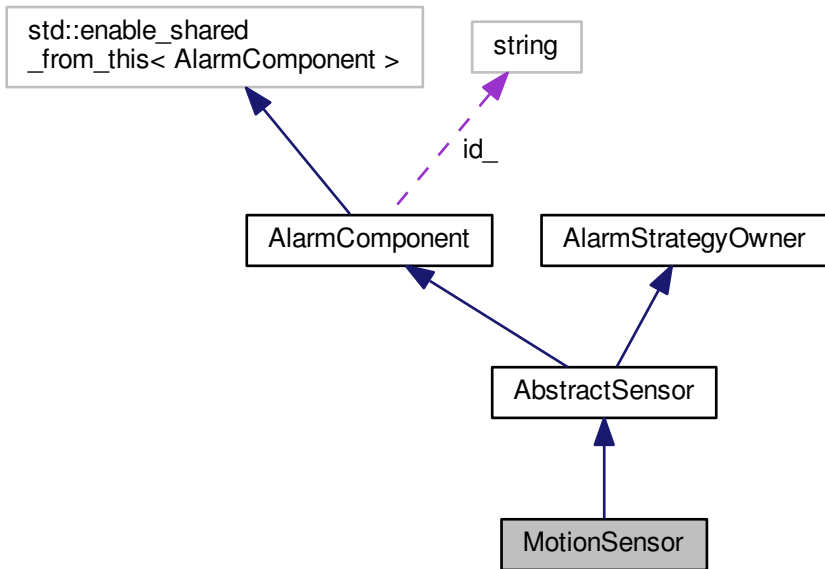 std::enable_shared
_from_this< AlarmComponent >
string
id_
AlarmComponent
AlarmStrategyOwner
AbstractSensor
MotionSensor